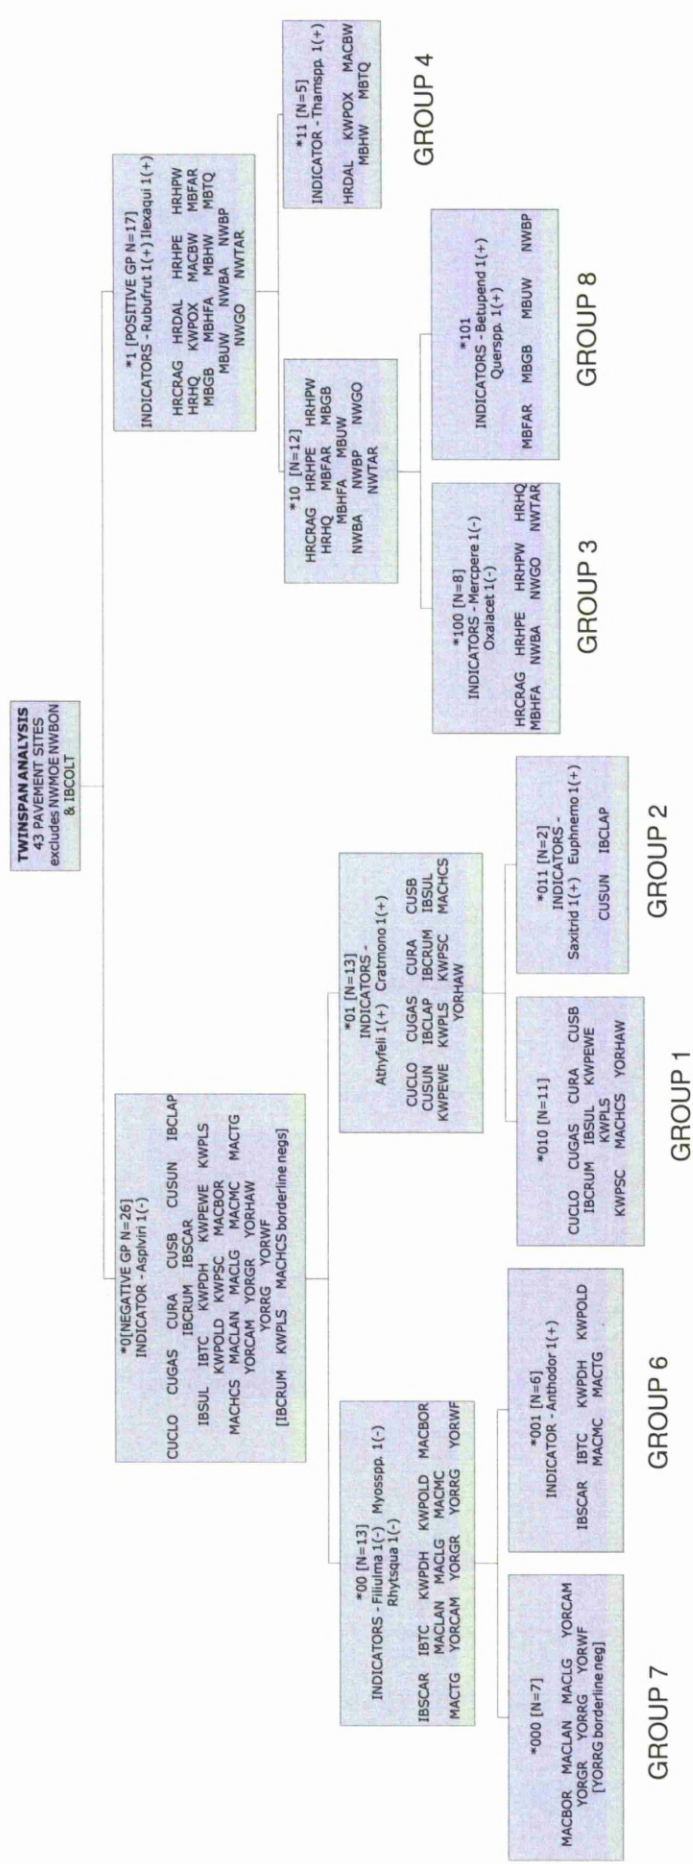 TWINSPAN ANALYSIS
43 PAVEMENT SITES
excludes NWMOE NWBON
& IBCOLT
*0[NEGATIVE GP N=26]
INDICATOR - Asplviri 1(-)
CUCLO CUGAS CURA CUSB CUSUN IBCLAP
IBCRUM IBSCAR
IBSUL IBTC KWPDH KWPEWE KWPLS
KWPOLD KWPSC MACBOR
MACHCS MACLAN MACLG MACMC MACTG
YORCAM YORGR YORHAW
YORRG YORWF
[IBCRUM KWPLS MACHCS borderline negs]
*1 [POSITIVE GP N=17]
INDICATORS - Rubufrut 1(+) Ilexaqui 1(+)
HRCRAG HRDAL HRHPE HRHPW
HRHQ KWPOX MACBW MBFAR
MBGB MBHFA MBHW MBTQ
MBUW NWBA NWBP
NWGO NWTAR
*00 [N=13]
INDICATORS - Filiulma 1(-) Myosspp. 1(-)
Rhytsqua 1(-)
IBSCAR IBTC KWPDH KWPOLD MACBOR
MACLAN MACLG MACMC
MACTG YORCAM YORGR YORRG YORWF
*01 [N=13]
INDICATORS -
Athyfeli 1(+) Cratmono 1(+)
CUCLO CUGAS CURA CUSB
CUSUN IBCLAP IBCRUM IBSUL
KWPEWE KWPLS KWPSC MACHCS
YORHAW
*10 [N=12]
HRCRAG HRHPE HRHPW
HRHQ MBFAR MBGB
MBHFA MBUW
NWBA NWBP NWGO
NWTAR
*11 [N=5]
INDICATOR - Thamspp. 1(+)
HRDAL KWPOX MACBW
MBHW MBTQ
GROUP 4
*000 [N=7]
MACBOR MACLAN MACLG YORCAM
YORGR YORRG YORWF
[YORRG borderline neg]
GROUP 7
*001 [N=6]
INDICATOR - Anthodor 1(+)
IBSCAR IBTC KWPDH KWPOLD
MACMC MACTG
GROUP 6
*010 [N=11]
CUCLO CUGAS CURA CUSB
IBCRUM IBSUL KWPEWE
KWPLS
KWPSC MACHCS YORHAW
GROUP 1
*011 [N=2]
INDICATORS -
Saxitrid 1(+) Euphnemo 1(+)
CUSUN IBCLAP
GROUP 2
*100 [N=8]
INDICATORS - Mercpere 1(-)
Oxalacet 1(-)
HRCRAG HRHPE HRHPW HRHQ
MBHFA NWBA NWGO NWTAR
GROUP 3
*101
INDICATORS - Betupend 1(+)
Querspp. 1(+)
MBFAR MBGB MBUW NWBP
GROUP 8